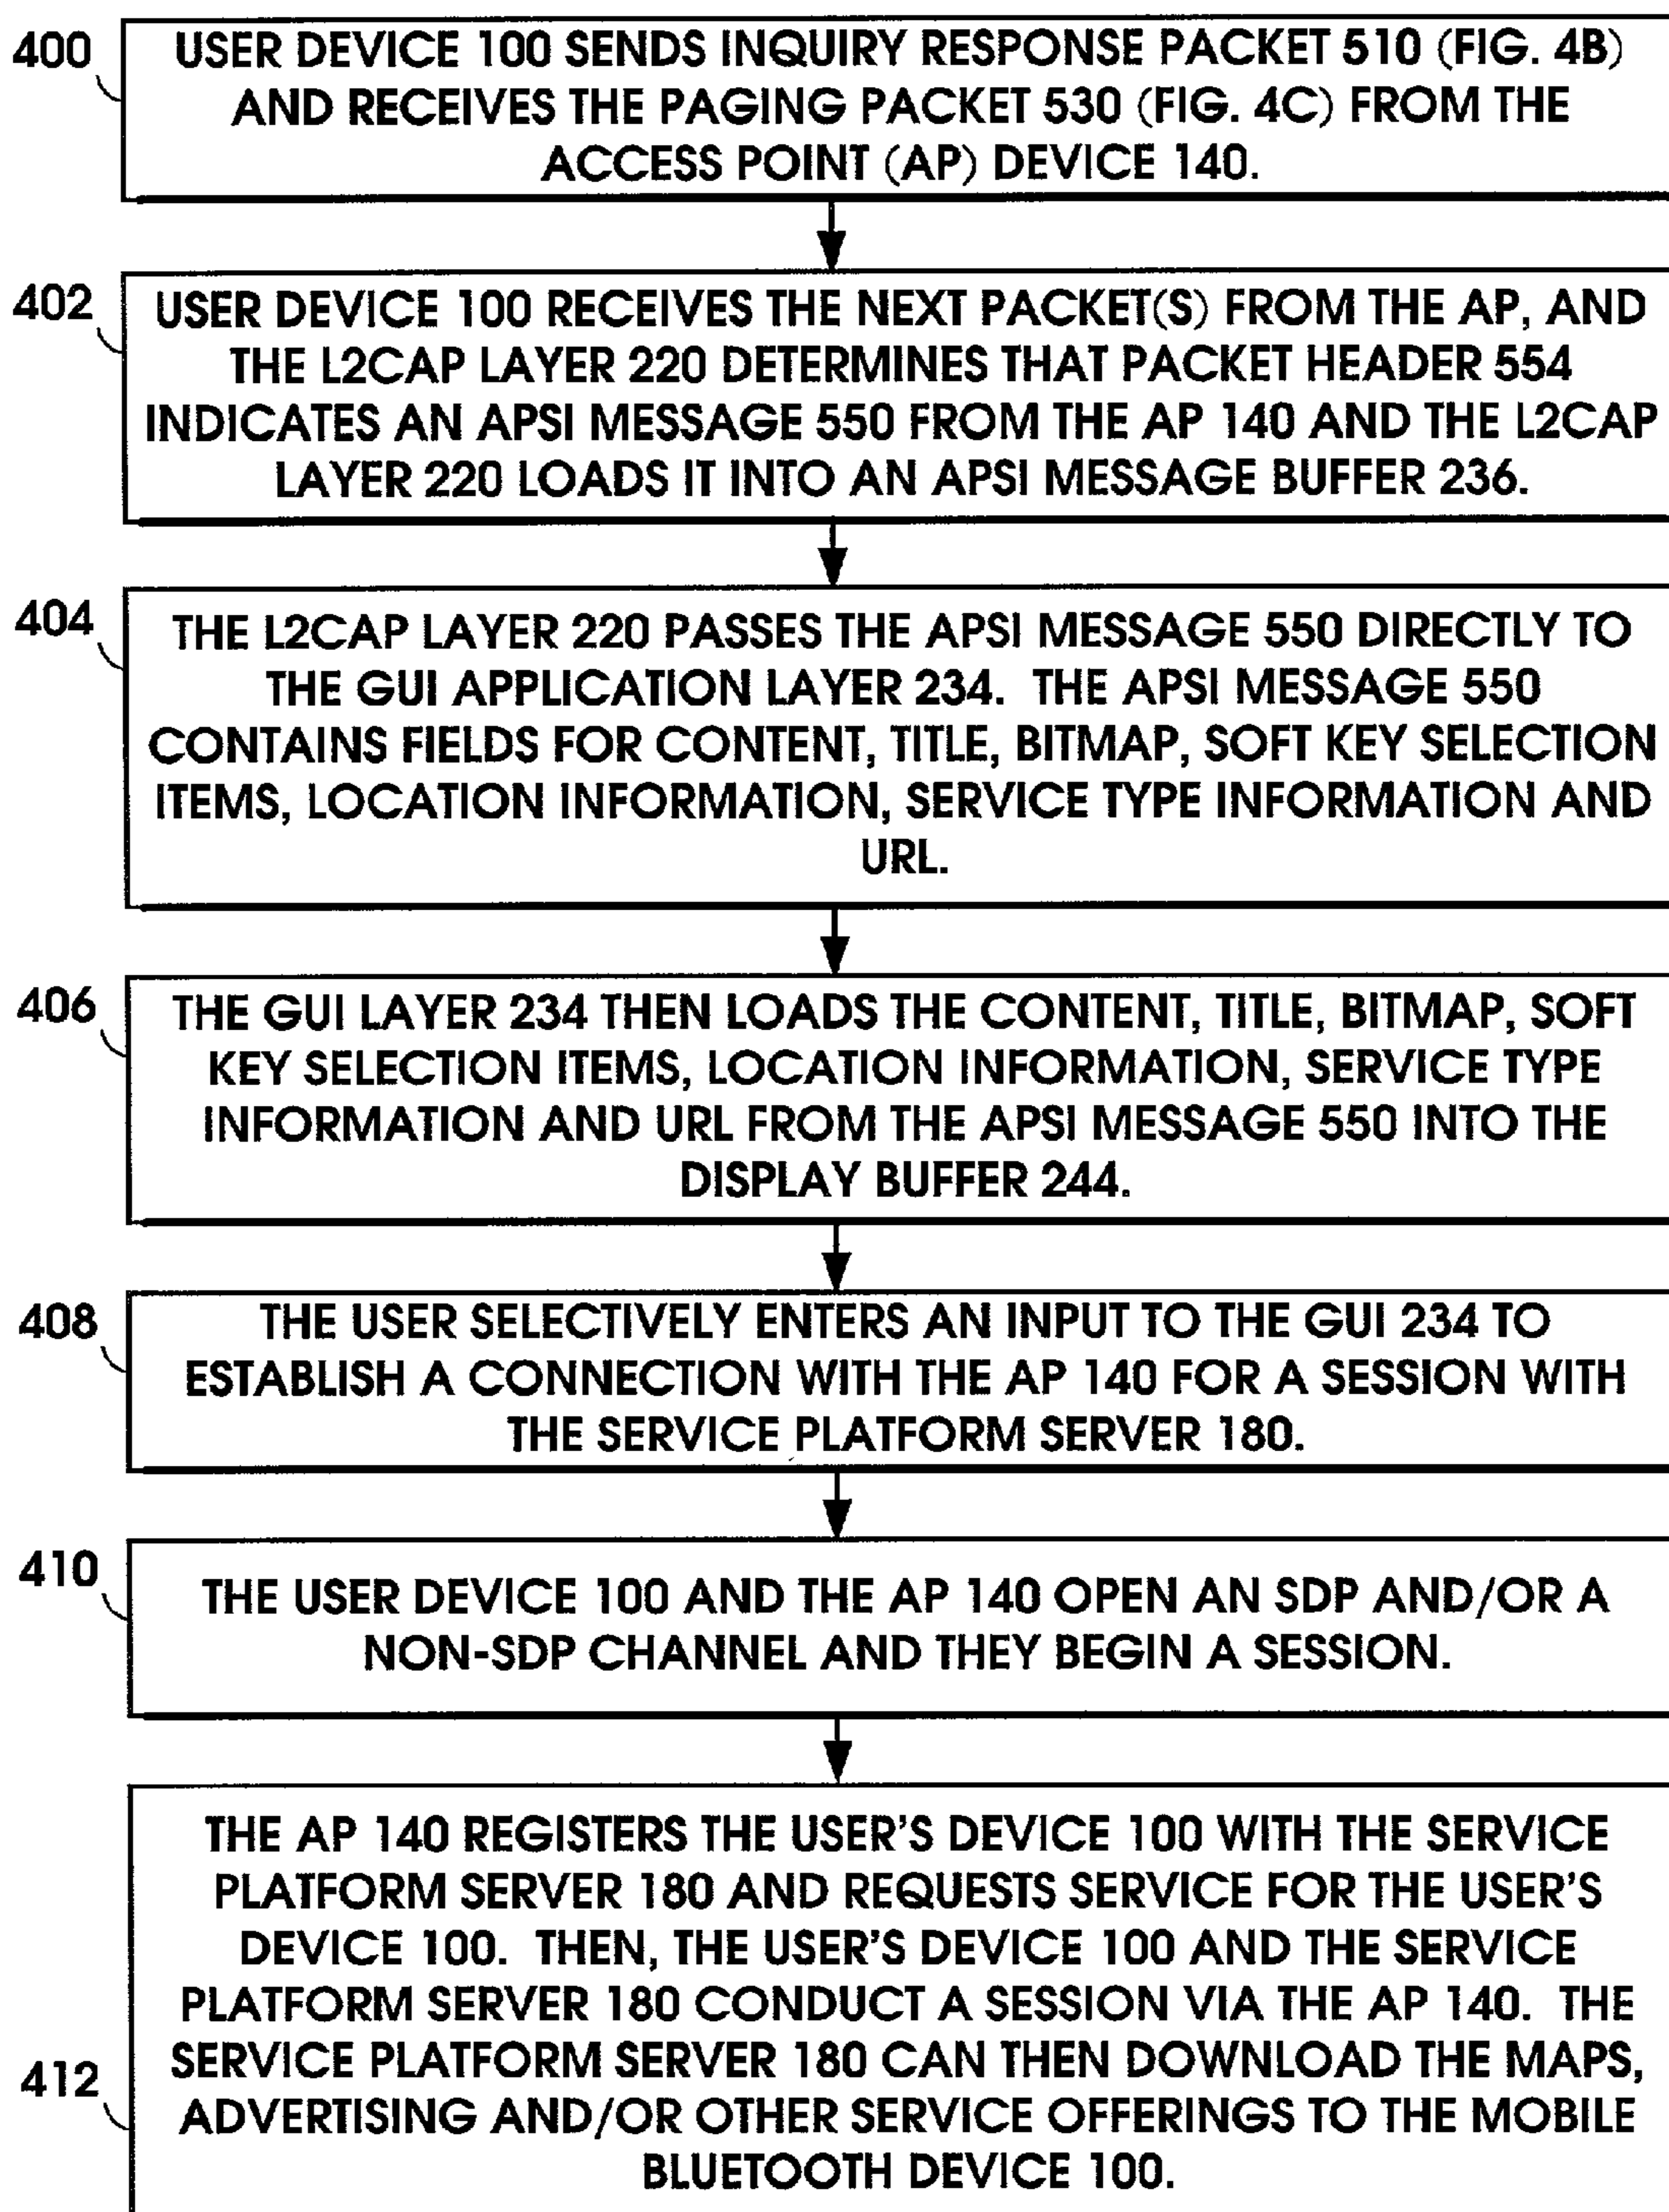 400
USER DEVICE 100 SENDS INQUIRY RESPONSE PACKET 510 (FIG. 4B)
AND RECEIVES THE PAGING PACKET 530 (FIG. 4C) FROM THE
ACCESS POINT (AP) DEVICE 140.
402
USER DEVICE 100 RECEIVES THE NEXT PACKET(S) FROM THE AP, AND
THE L2CAP LAYER 220 DETERMINES THAT PACKET HEADER 554
INDICATES AN APSI MESSAGE 550 FROM THE AP 140 AND THE L2CAP
LAYER 220 LOADS IT INTO AN APSI MESSAGE BUFFER 236.
404
THE L2CAP LAYER 220 PASSES THE APSI MESSAGE 550 DIRECTLY TO
THE GUI APPLICATION LAYER 234. THE APSI MESSAGE 550
CONTAINS FIELDS FOR CONTENT, TITLE, BITMAP, SOFT KEY SELECTION
ITEMS, LOCATION INFORMATION, SERVICE TYPE INFORMATION AND
URL.
406
THE GUI LAYER 234 THEN LOADS THE CONTENT, TITLE, BITMAP, SOFT
KEY SELECTION ITEMS, LOCATION INFORMATION, SERVICE TYPE
INFORMATION AND URL FROM THE APSI MESSAGE 550 INTO THE
DISPLAY BUFFER 244.
408
THE USER SELECTIVELY ENTERS AN INPUT TO THE GUI 234 TO
ESTABLISH A CONNECTION WITH THE AP 140 FOR A SESSION WITH
THE SERVICE PLATFORM SERVER 180.
410
THE USER DEVICE 100 AND THE AP 140 OPEN AN SDP AND/OR A
NON-SDP CHANNEL AND THEY BEGIN A SESSION.
412
THE AP 140 REGISTERS THE USER'S DEVICE 100 WITH THE SERVICE
PLATFORM SERVER 180 AND REQUESTS SERVICE FOR THE USER'S
DEVICE 100. THEN, THE USER'S DEVICE 100 AND THE SERVICE
PLATFORM SERVER 180 CONDUCT A SESSION VIA THE AP 140. THE
SERVICE PLATFORM SERVER 180 CAN THEN DOWNLOAD THE MAPS,
ADVERTISING AND/OR OTHER SERVICE OFFERINGS TO THE MOBILE
BLUETOOTH DEVICE 100.